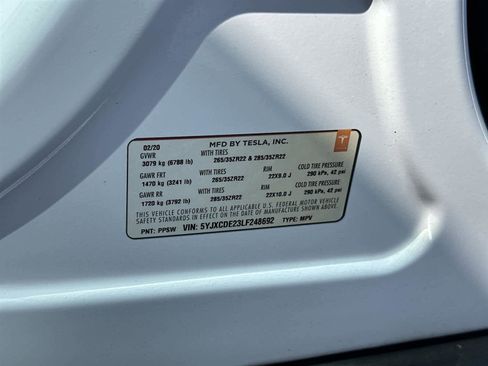 02/20 MFD BY TESLA, INC.
GVWR WITH TIRES
3079 kg (6788 lb) 265/35ZR22 & 285/35ZR22
GAWR FRT WITH TIRES RIM COLD TIRE PRESSURE
1470 kg (3241 lb) 265/35ZR22 22X9.0 J 290 kPa, 42 psi
GAWR RR WITH TIRES RIM COLD TIRE PRESSURE
1720 kg (3792 lb) 285/35ZR22 22X10.0 J 290 kPa, 42 psi
THIS VEHICLE CONFORMS TO ALL APPLICABLE FEDERAL MOTOR VEHICLE
SAFETY STANDARDS IN EFFECT ON THE DATE OF MANUFACTURE SHOWN ABOVE.
PNT: PPSW VIN: 5YJXCDE23LF248692 TYPE: MPV